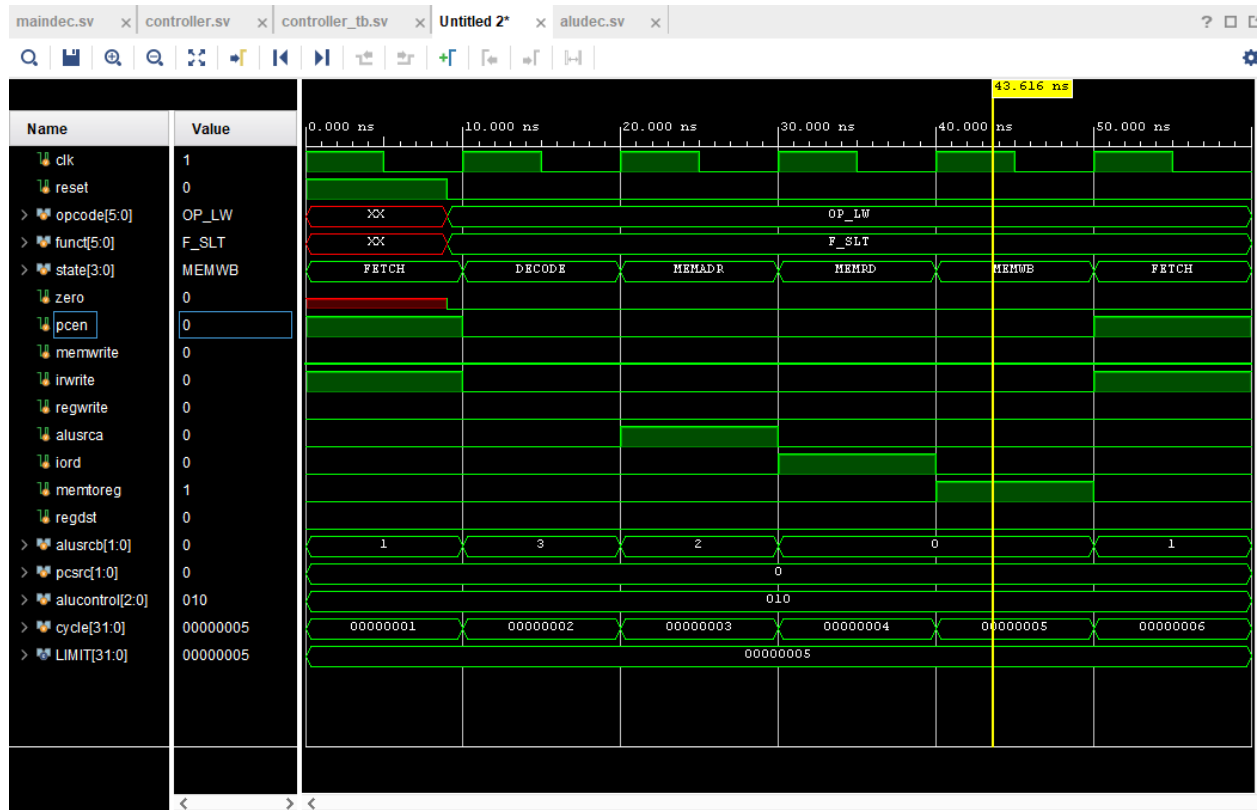 maindec.sv × controller.sv × controller_tb.sv × Untitled 2* × aludec.sv × ?
43.616 ns
Name Value 0.000 ns 10.000 ns 20.000 ns 30.000 ns 40.000 ns 50.000 ns
clk 1
reset 0
> opcode[5:0] OP_LW XX OP_LW
> funct[5:0] F_SLT XX F_SLT
> state[3:0] MEMWB FETCH DECODE MEMADR MEMRD MEMWB FETCH
zero 0
pcen 0
memwrite 0
irwrite 0
regwrite 0
alusrca 0
iord 0
memtoreg 1
regdst 0
> alusrcb[1:0] 0 1 3 2 0 1
> pcsrc[1:0] 0 0
> alucontrol[2:0] 010 010
> cycle[31:0] 00000005 00000001 00000002 00000003 00000004 00000005 00000006
> LIMIT[31:0] 00000005 00000005